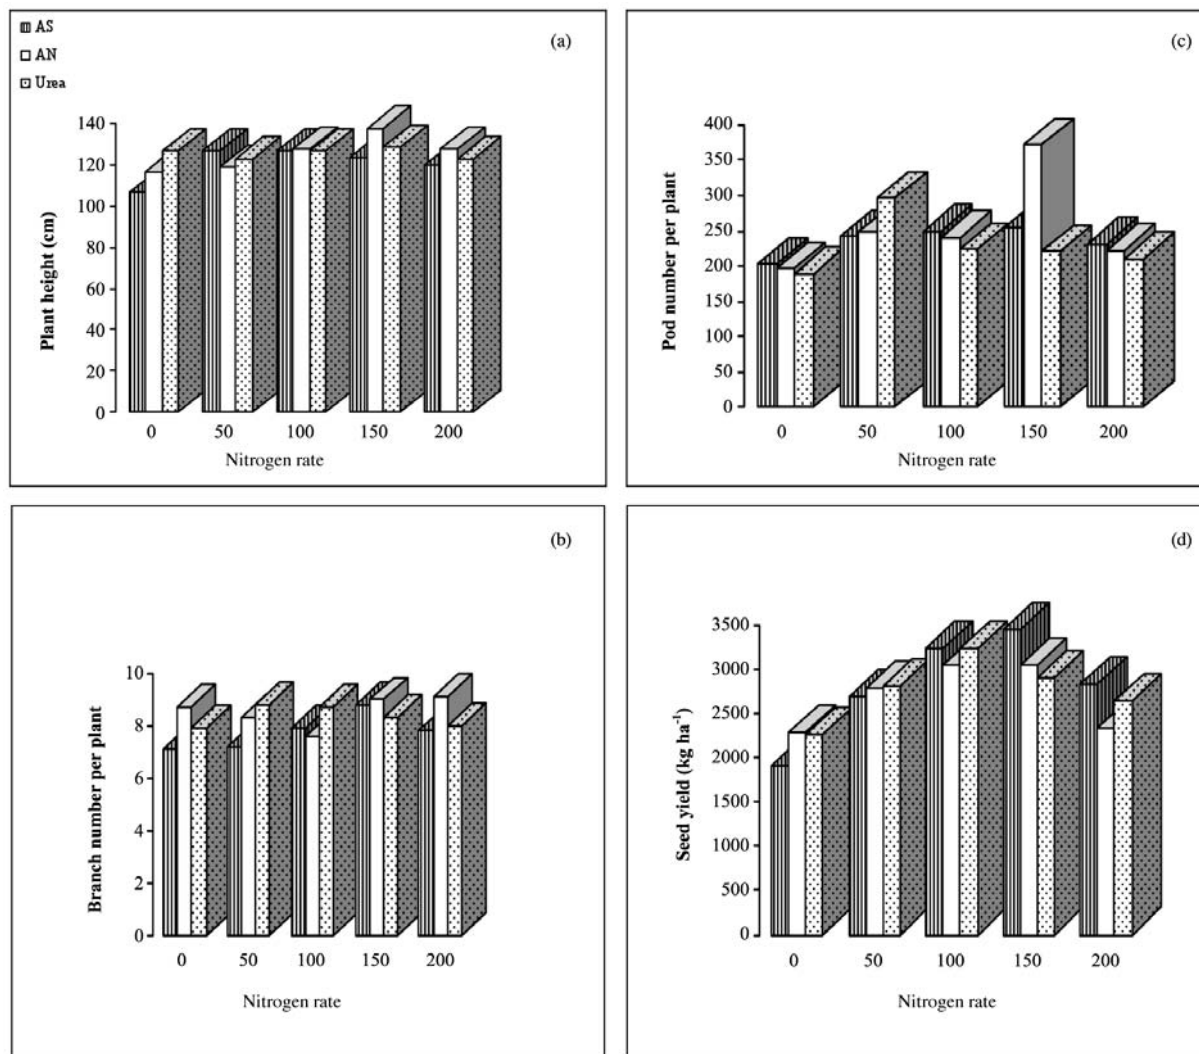 AS
AN
Urea
(a)
140
120
100
80
60
40
20
0
Plant height (cm)
0 50 100 150 200
Nitrogen rate
(c)
400
350
300
250
200
150
100
50
0
Pod number per plant
0 50 100 150 200
Nitrogen rate
(b)
10
8
6
4
2
0
Branch number per plant
0 50 100 150 200
Nitrogen rate
(d)
3500
3000
2500
2000
1500
1000
500
0
Seed yield (kg ha⁻¹)
0 50 100 150 200
Nitrogen rate